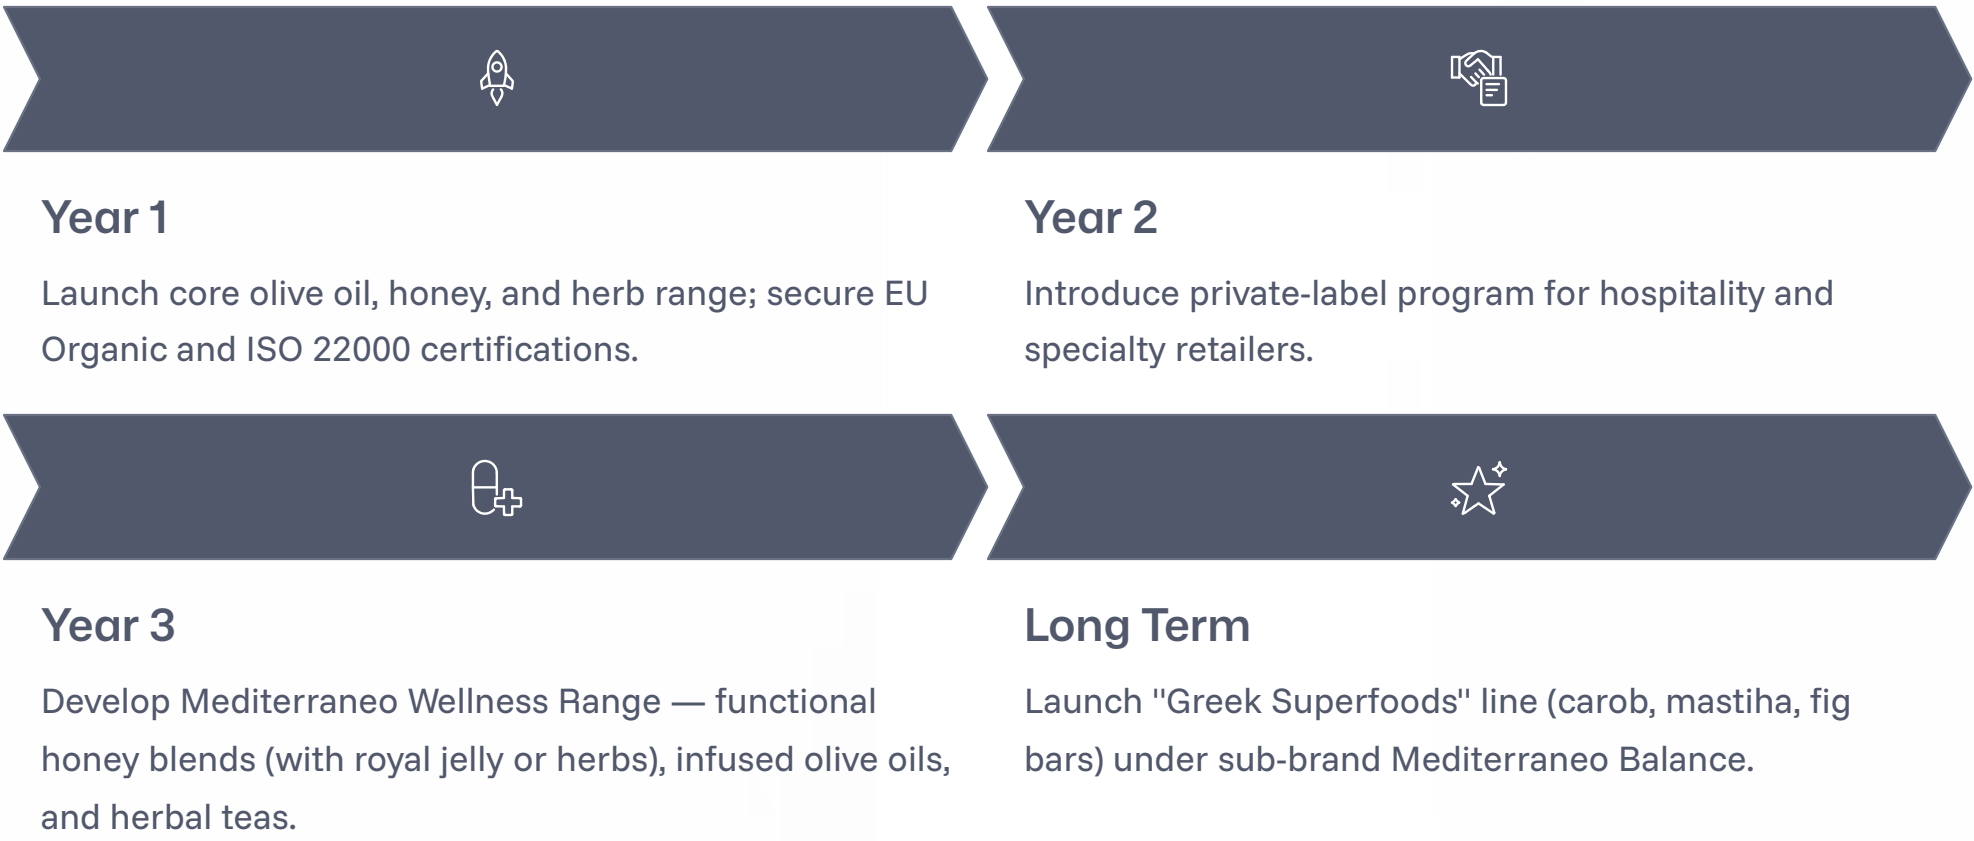 Year 1
Launch core olive oil, honey, and herb range; secure EU
Organic and ISO 22000 certifications.
Year 2
Introduce private-label program for hospitality and
specialty retailers.
Year 3
Develop Mediterraneo Wellness Range — functional
honey blends (with royal jelly or herbs), infused olive oils,
and herbal teas.
Long Term
Launch "Greek Superfoods" line (carob, mastiha, fig
bars) under sub-brand Mediterraneo Balance.